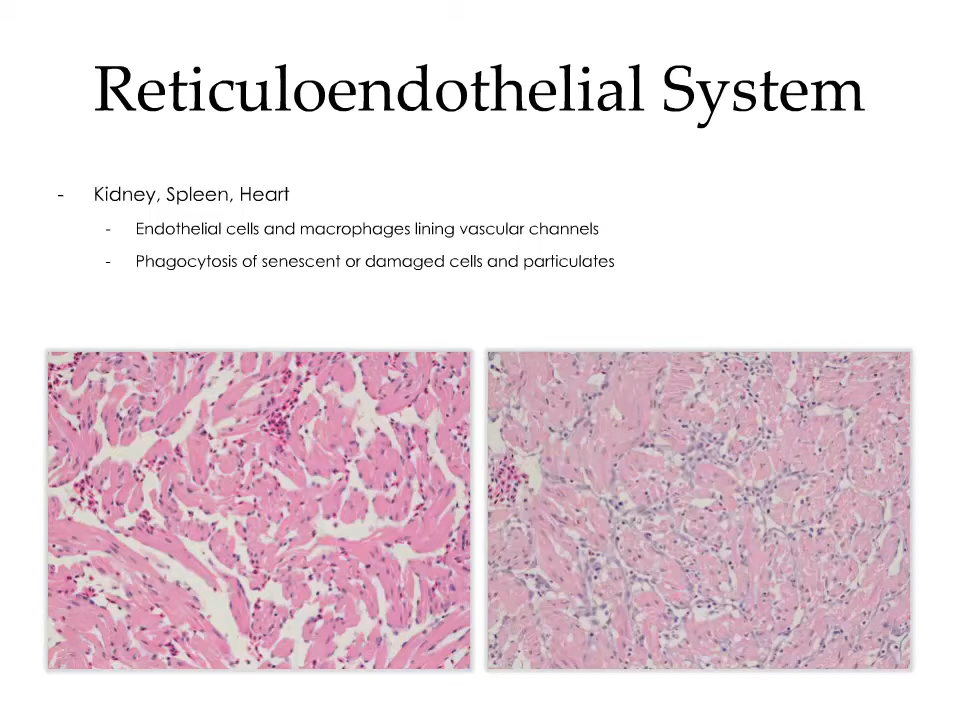 Reticuloendothelial System
- Kidney, Spleen, Heart
- Endothelial cells and macrophages lining vascular channels
- Phagocytosis of senescent or damaged cells and particulates